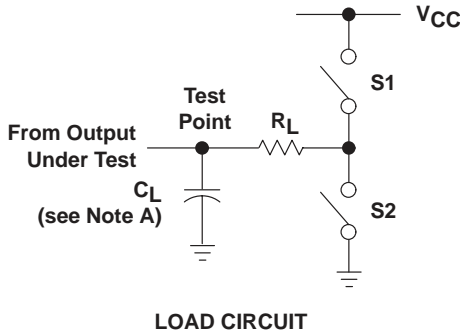 VCC
S1
Test
Point
RL
From Output
Under Test
CL
(see Note A)
S2
LOAD CIRCUIT